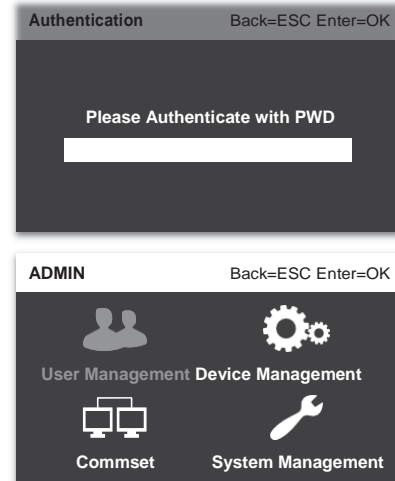 Authentication Back=ESC Enter=OK
Please Authenticate with PWD
ADMIN Back=ESC Enter=OK
User Management Device Management
Commset System Management